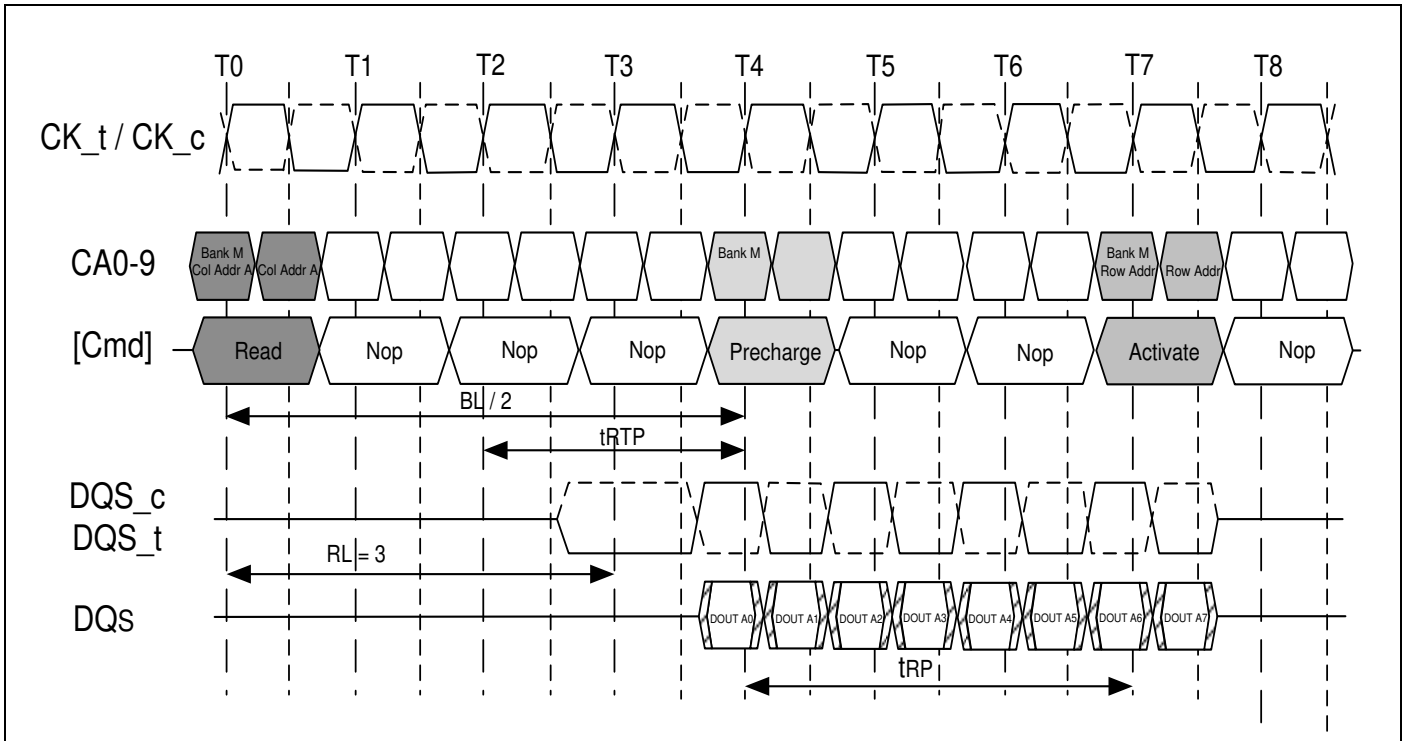 T0 T1 T2 T3 T4 T5 T6 T7 T8
CK_t / CK_c
CA0-9
Bank M
Col Addr A
Col Addr A
Bank M
Bank M
Row Addr
Row Addr
[Cmd]
Read Nop Nop Nop Precharge Nop Nop Activate Nop
BL / 2
tRTP
DQS_c
DQS_t
RL = 3
DQs
DOUT A0 DOUT A1 DOUT A2 DOUT A3 DOUT A4 DOUT A5 DOUT A6 DOUT A7
tRP